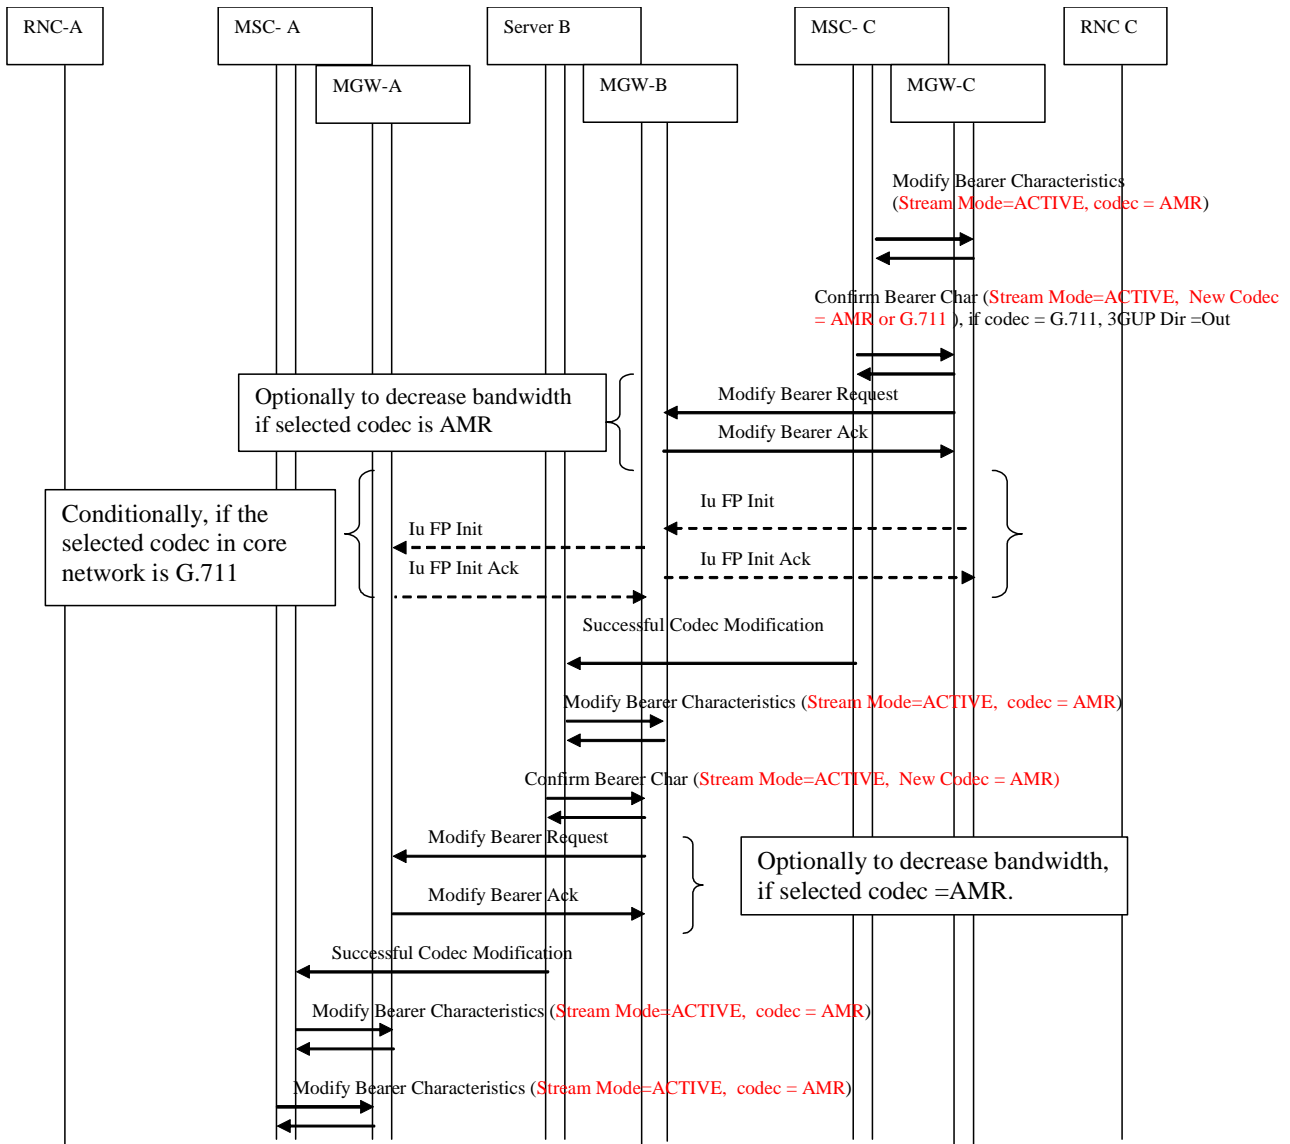 RNC-A
MSC- A
Server B
MSC- C
RNC C
MGW-A
MGW-B
MGW-C
Modify Bearer Characteristics
(Stream Mode=ACTIVE, codec = AMR)
Confirm Bearer Char (Stream Mode=ACTIVE, New Codec
= AMR or G.711 ), if codec = G.711, 3GUP Dir =Out
Optionally to decrease bandwidth
if selected codec is AMR
Modify Bearer Request
Modify Bearer Ack
Conditionally, if the
selected codec in core
network is G.711
Iu FP Init
Iu FP Init
Iu FP Init Ack
Iu FP Init Ack
Successful Codec Modification
Modify Bearer Characteristics (Stream Mode=ACTIVE, codec = AMR)
Confirm Bearer Char (Stream Mode=ACTIVE, New Codec = AMR)
Modify Bearer Request
Optionally to decrease bandwidth,
if selected codec =AMR.
Modify Bearer Ack
Successful Codec Modification
Modify Bearer Characteristics (Stream Mode=ACTIVE, codec = AMR)
Modify Bearer Characteristics (Stream Mode=ACTIVE, codec = AMR)